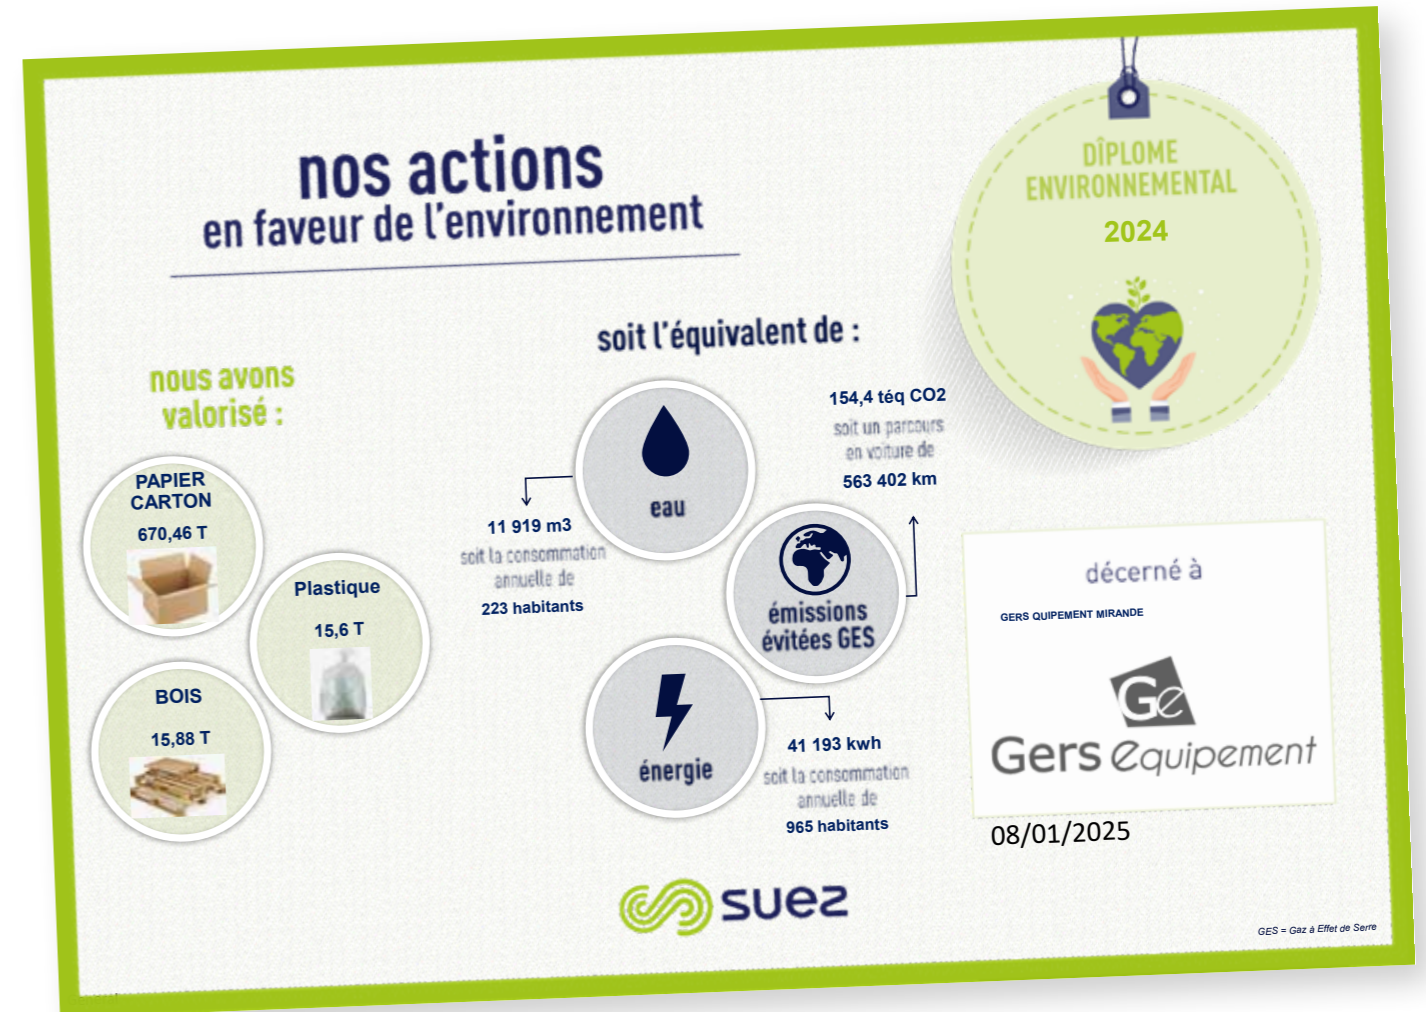 nos actions
en faveur de l'environnement
DÎPLOME
ENVIRONNEMENTAL
2024
nous avons
valorisé :
PAPIER
CARTON
670,46 T
Plastique
15,6 T
BOIS
15,88 T
soit l'équivalent de :
eau
11 919 m3
soit la consommation
annuelle de
223 habitants
154,4 téq CO2
soit un parcours
en voiture de
563 402 km
émissions
évitées GES
énergie
41 193 kwh
soit la consommation
annuelle de
965 habitants
décerné à
GERS QUIPEMENT MIRANDE
Ge
Gers equipement
08/01/2025
suez
GES = Gaz à Effet de Serre